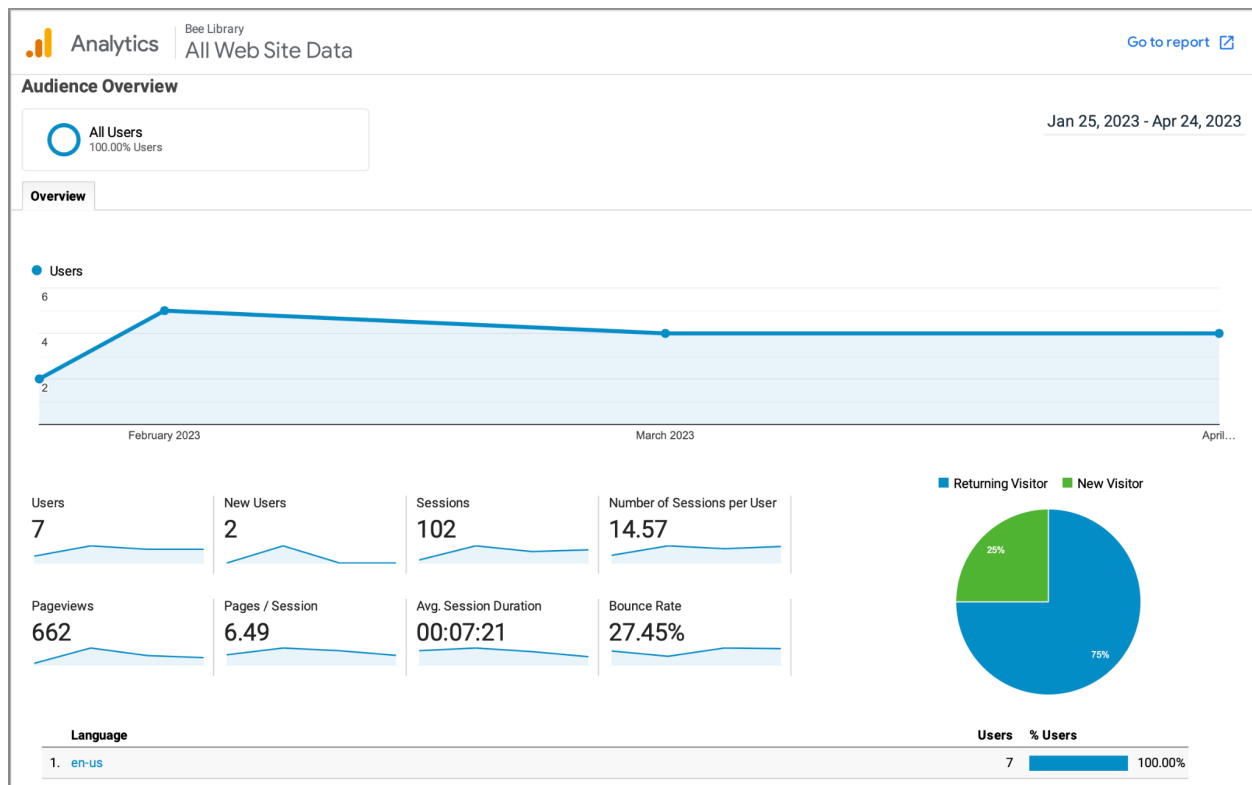 Analytics
Bee Library
All Web Site Data
Go to report
Audience Overview
All Users
100.00% Users
Jan 25, 2023 - Apr 24, 2023
Overview
Users
6
4
2
February 2023
March 2023
April...
Users
7
New Users
2
Sessions
102
Number of Sessions per User
14.57
Pageviews
662
Pages / Session
6.49
Avg. Session Duration
00:07:21
Bounce Rate
27.45%
Returning Visitor New Visitor
25%
75%
Language Users % Users
1. en-us 7 100.00%